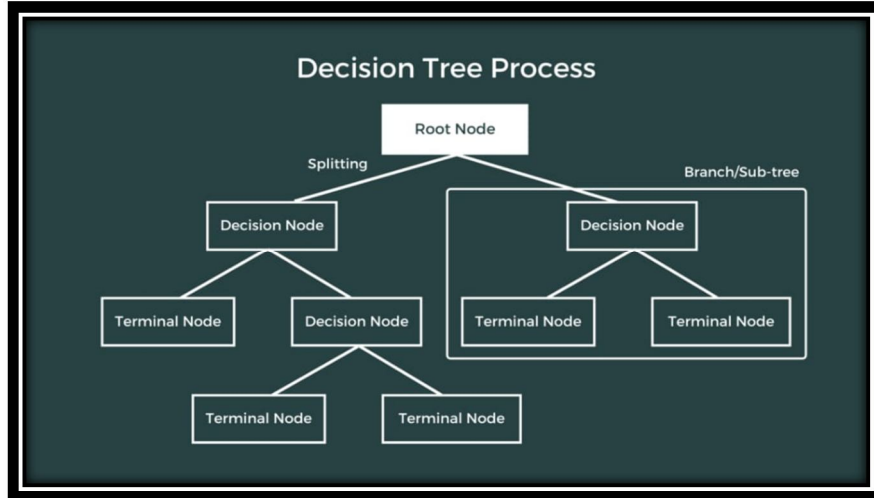 Decision Tree Process
Root Node
Splitting
Branch/Sub-tree
Decision Node
Decision Node
Terminal Node
Decision Node
Terminal Node
Terminal Node
Terminal Node
Terminal Node